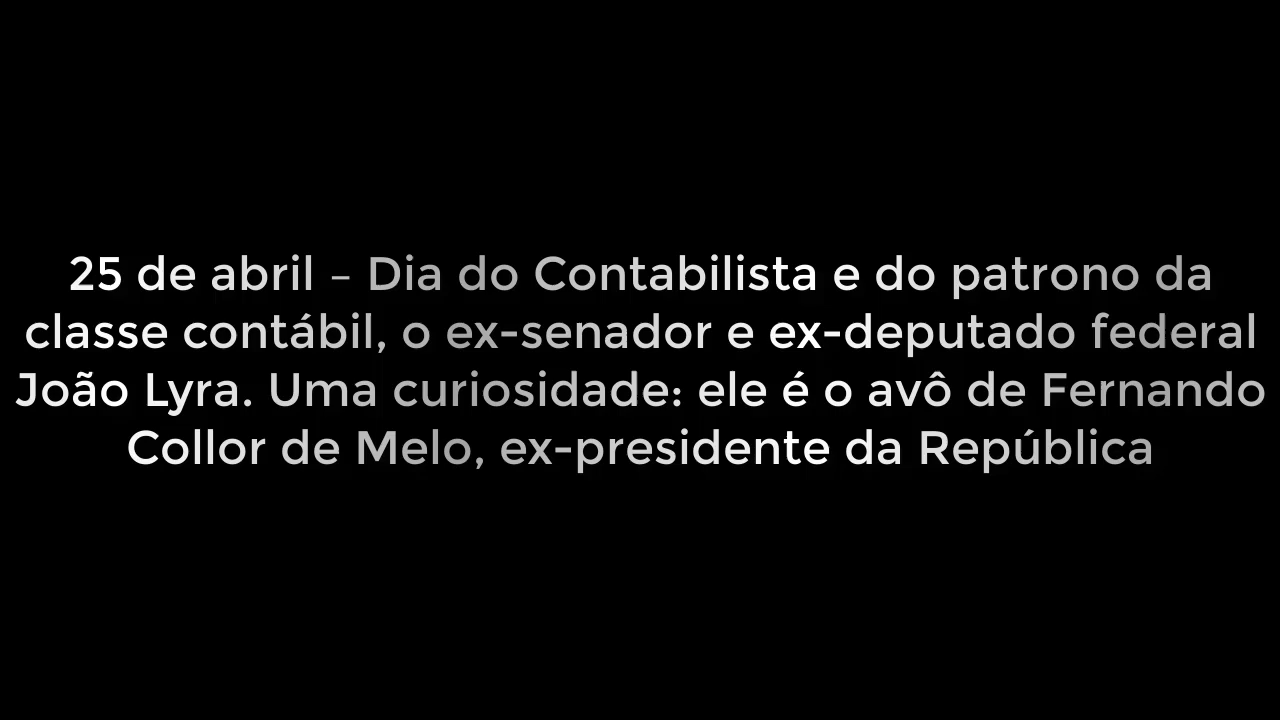 25 de abril – Dia do Contabilista e do patrono da
classe contábil, o ex-senador e ex-deputado federal
João Lyra. Uma curiosidade: ele é o avô de Fernando
Collor de Melo, ex-presidente da República